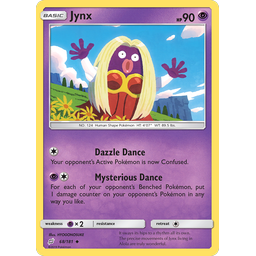 BASIC Jynx HP90
NO. 124 Human Shape Pokémon HT: 4'07" WT: 89.5 lbs.
Dazzle Dance
Your opponent's Active Pokémon is now Confused.
Mysterious Dance
For each of your opponent's Benched Pokémon, put
1 damage counter on your opponent's Pokémon in any
way you like.
weakness ×2 resistance retreat
68/181